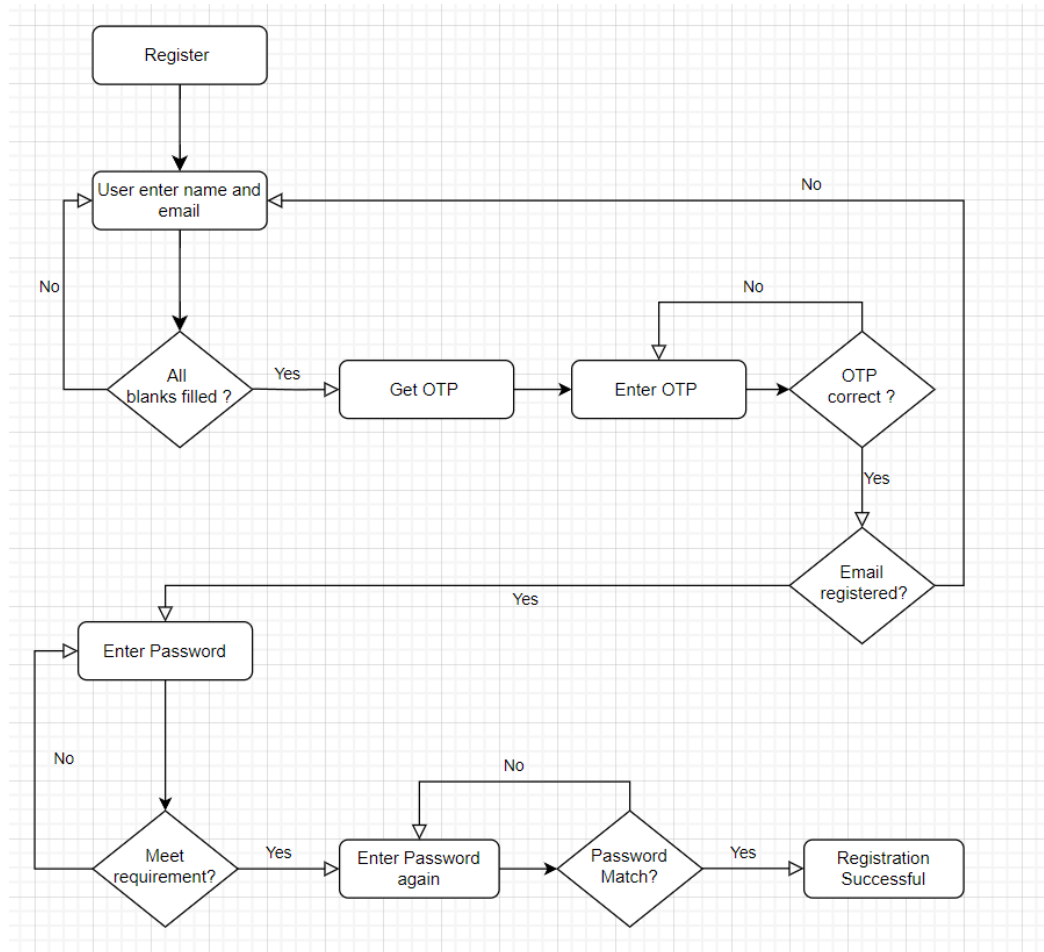 Register
User enter name and
email
No
No
No
All
blanks filled ?
Yes
Get OTP
Enter OTP
OTP
correct ?
Yes
Email
registered?
Yes
Enter Password
No
No
Meet
requirement?
Yes
Enter Password
again
Password
Match?
Yes
Registration
Successful